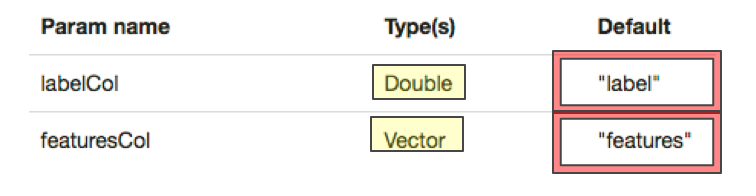 Param name Type(s) Default
labelCol Double "label"
featuresCol Vector "features"